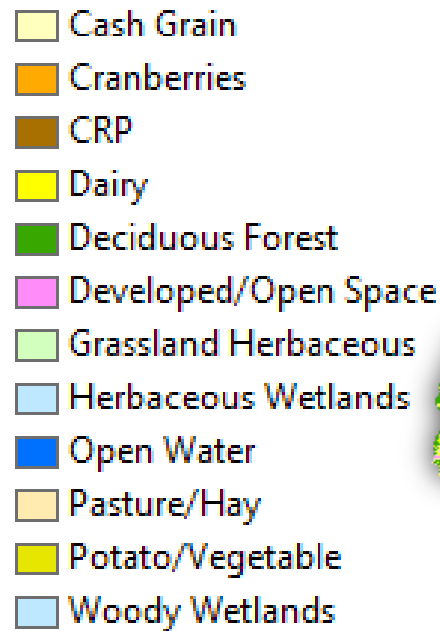 Cash Grain
Cranberries
CRP
Dairy
Deciduous Forest
Developed/Open Space
Grassland Herbaceous
Herbaceous Wetlands
Open Water
Pasture/Hay
Potato/Vegetable
Woody Wetlands